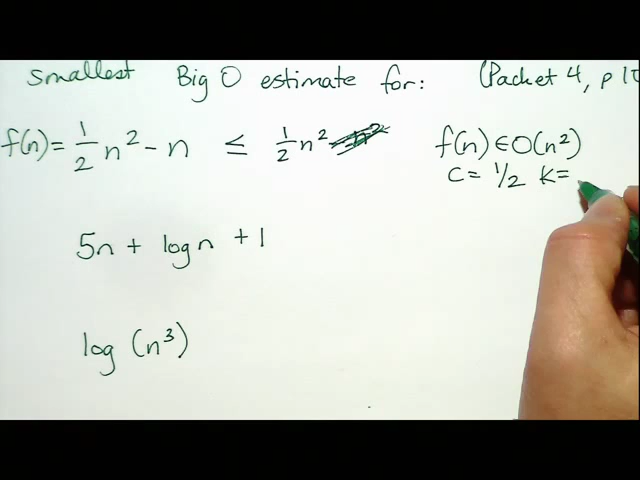 smallest Big O estimate for: (Packet 4, p 10
f(n) = 1/2 n² - n ≤ 1/2 n² f(n) ∈ O(n²)
C = 1/2 K=
5n + log n + 1
log (n³)